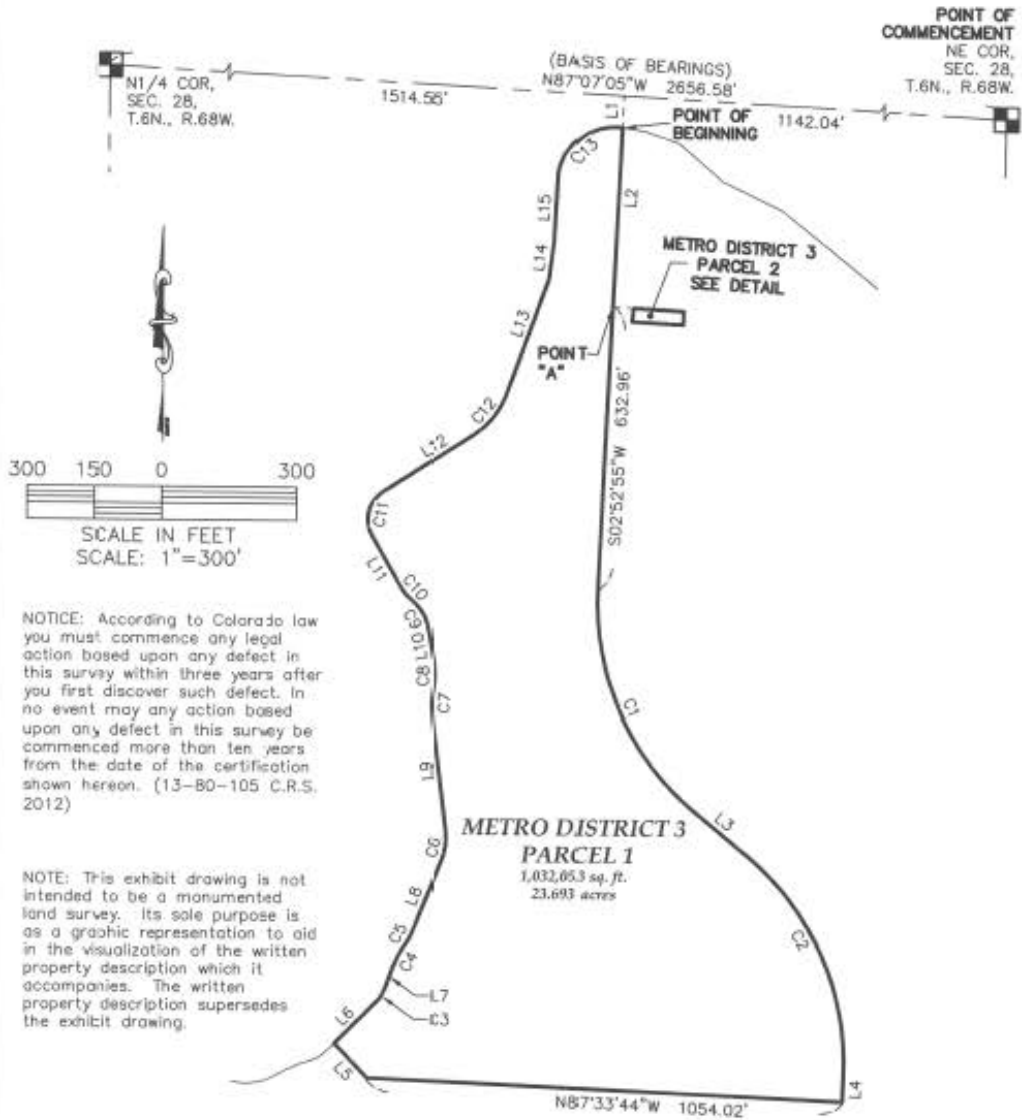 POINT OF
COMMENCEMENT
NE COR,
SEC. 28,
T.6N., R.68W.
(BASIS OF BEARINGS)
N87°07'05"W 2656.58'
N1/4 COR,
SEC. 28,
T.6N., R.68W.
1514.56'
1142.04'
L1
POINT OF
BEGINNING
C13
L2
L15
L14
METRO DISTRICT 3
PARCEL 2
SEE DETAIL
L13
POINT
"A"
C12
L12
S02°52'55"W 632.96'
300 150 0 300
SCALE IN FEET
SCALE: 1"=300'
C11
L11
C10
C9
L10
C8
C7
NOTICE: According to Colorado law
you must commence any legal
action based upon any defect in
this survey within three years after
you first discover such defect. In
no event may any action based
upon any defect in this survey be
commenced more than ten years
from the date of the certification
shown hereon. (13-80-105 C.R.S.
2012)
C1
L9
L3
METRO DISTRICT 3
PARCEL 1
1,032,053 sq. ft.
23.693 acres
C6
L8
C5
C4
C2
L7
C3
NOTE: This exhibit drawing is not
intended to be a monumented
land survey. Its sole purpose is
as a graphic representation to aid
in the visualization of the written
property description which it
accompanies. The written
property description supersedes
the exhibit drawing.
L6
L5
L4
N87°33'44"W 1054.02'